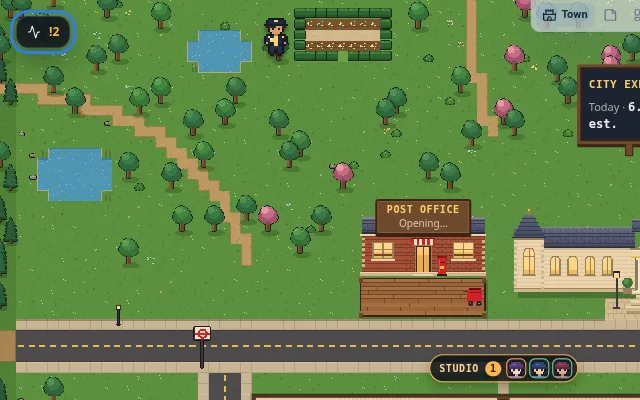 !2
Town
CITY EX
Today · 6.
est.
POST OFFICE
Opening...
STUDIO 1